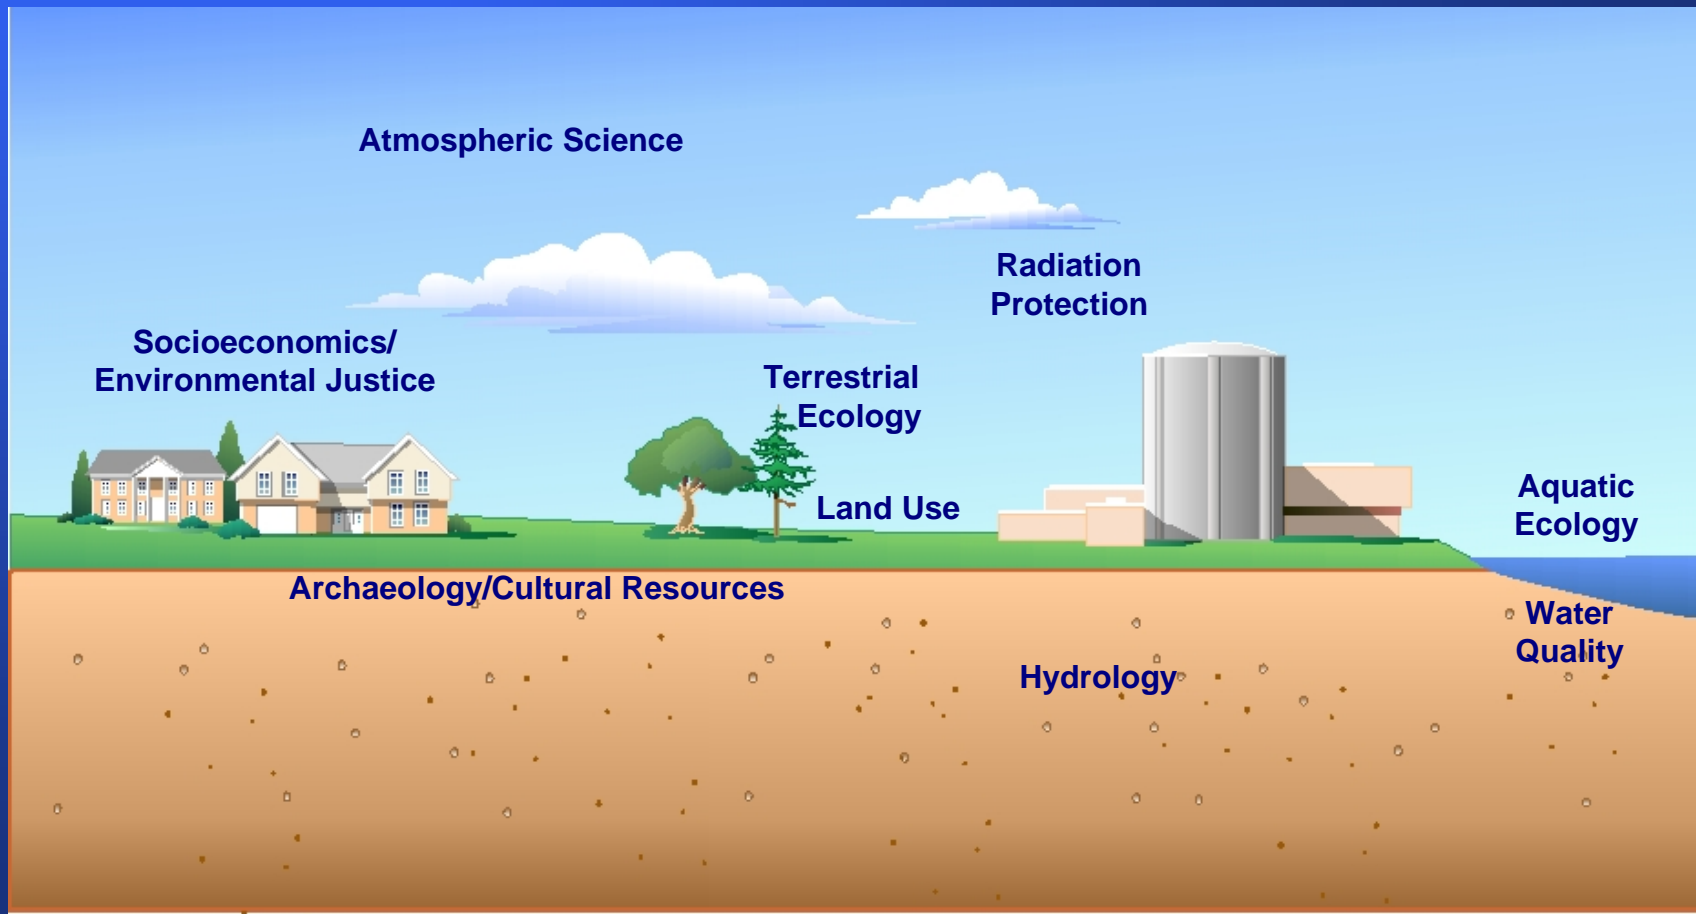 Atmospheric Science
Radiation
Protection
Socioeconomics/
Environmental Justice
Terrestrial
Ecology
Land Use
Aquatic
Ecology
Archaeology/Cultural Resources
Water
Quality
Hydrology